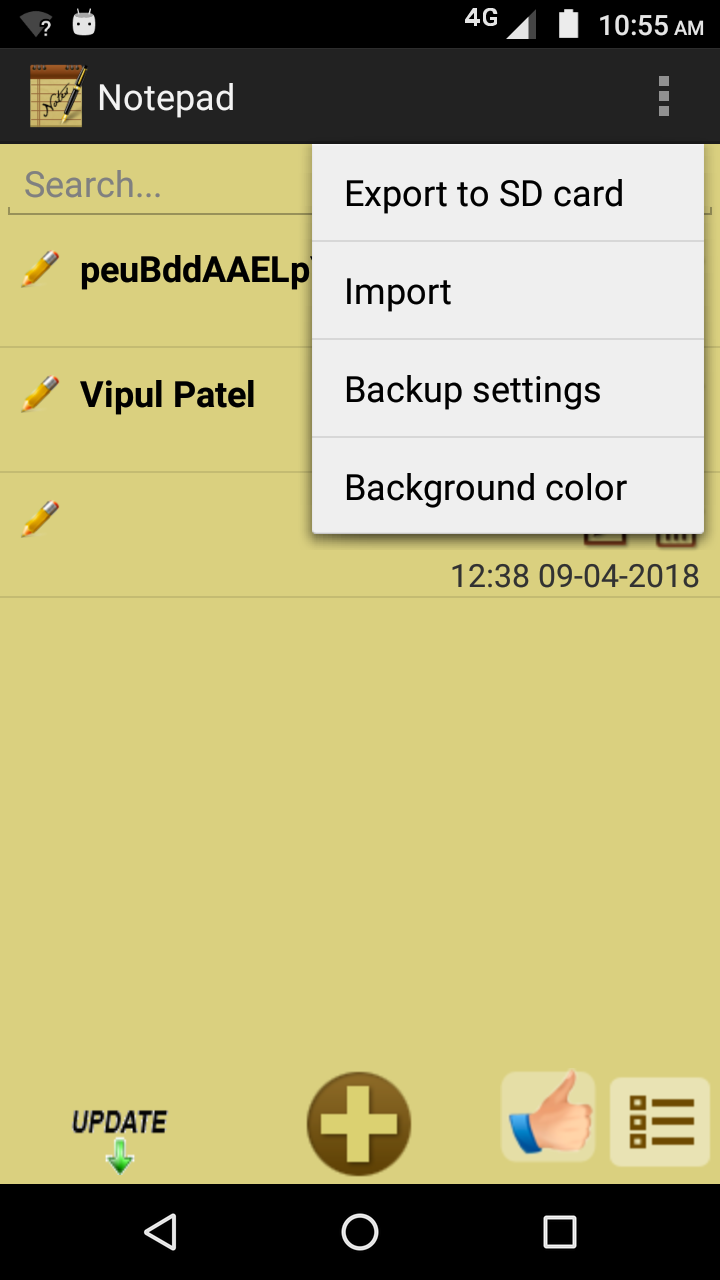 4G 10:55 AM
Notepad
Search...
Export to SD card
peuBddAAELp
Import
Vipul Patel
Backup settings
Background color
12:38 09-04-2018
UPDATE